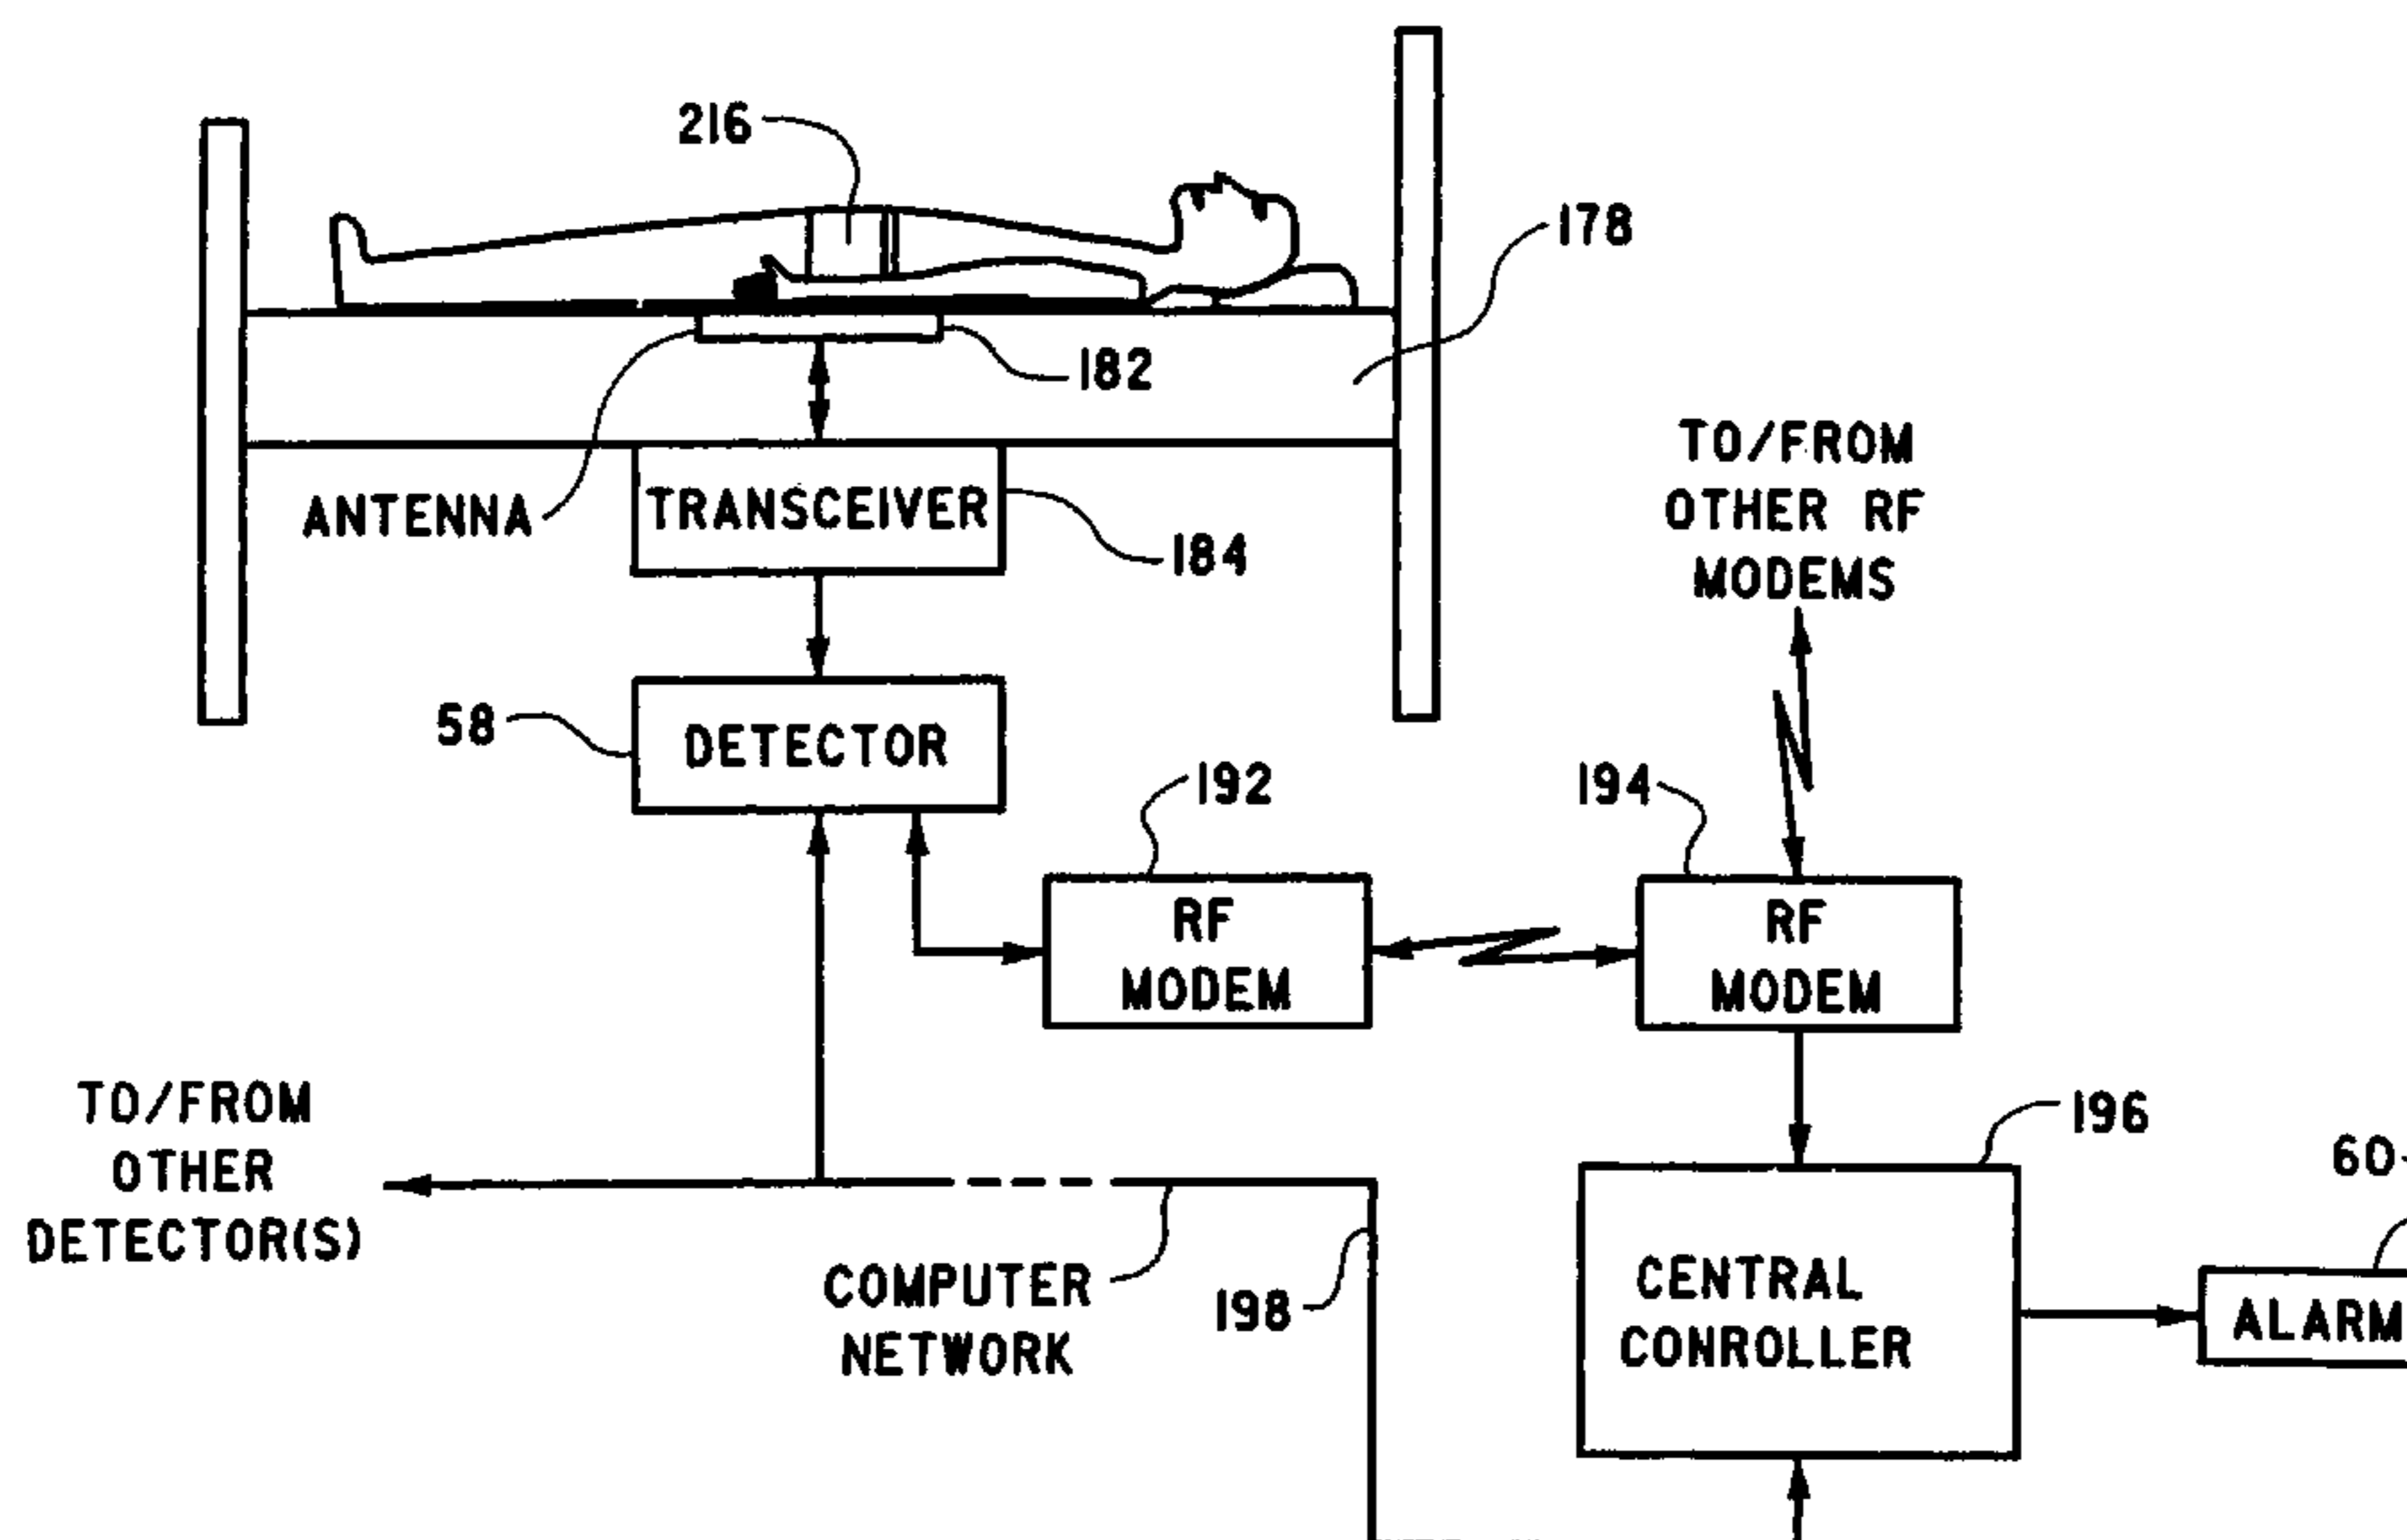 216
178
182
ANTENNA
TRANSCEIVER
184
TO/FROM
OTHER RF
MODEMS
58
DETECTOR
192
194
RF
MODEM
RF
MODEM
TO/FROM
OTHER
DETECTOR(S)
196
60
COMPUTER
NETWORK
198
CENTRAL
CONROLLER
ALARM